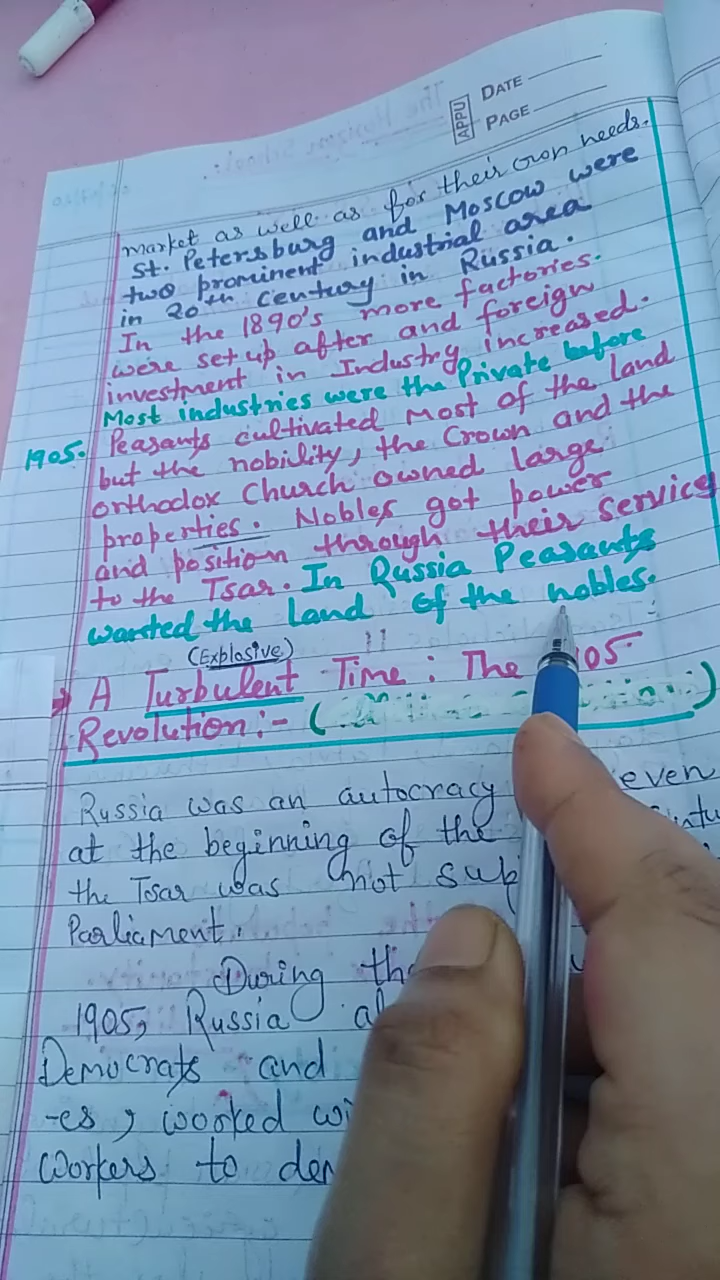 APPU
DATE
PAGE
market as well as for their own needs.
St. Petersburg and Moscow were
two prominent industrial area
in 20th Century in Russia.
In the 1890's more factories.
were set up after and foreign
investment in Industry increased.
Most industries were the Private before
1905. Peasants cultivated most of the land
but the nobility, the Crown and the
orthodox Church owned large
properties. Nobles got power
and position through their service
to the Tsar. In Russia Peasants
wanted the land of the nobles.
(Explosive)
A Turbulent Time: The 05
Revolution:- (
Russia was an autocracy even
at the beginning of the
the Tsar was not
Parliament.
During
1905, Russia
Democrats and
-es, worked
workers to